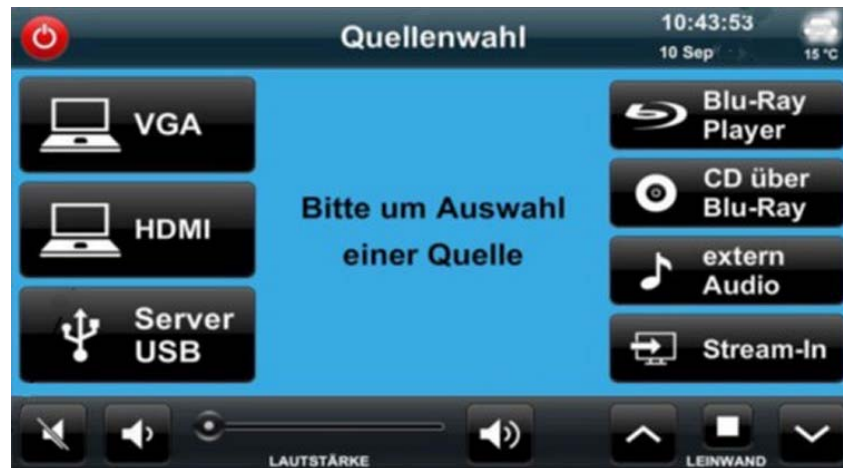 Quellenwahl
10:43:53
10 Sep
15 °C
VGA
HDMI
Server
USB
Bitte um Auswahl
einer Quelle
Blu-Ray
Player
CD über
Blu-Ray
extern
Audio
Stream-In
LAUTSTÄRKE
LEINWAND